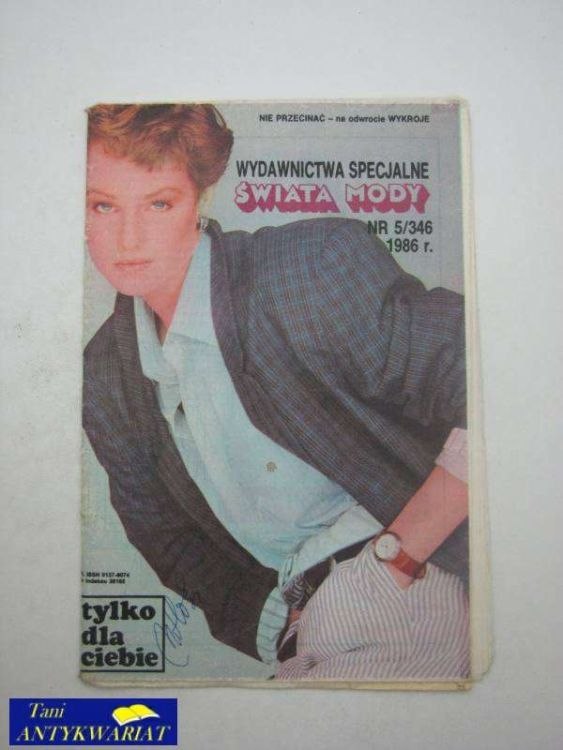 NIE PRZECINAĆ – na odwrocie WYKROJE
WYDAWNICTWA SPECJALNE
ŚWIATA MODY
NR 5/346
1986 r.
tylko
dla
ciebie
Tani
ANTYKWARIAT